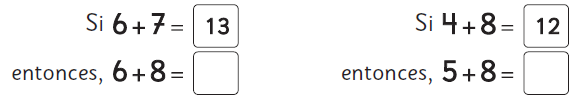 Si 6+7= 13
entonces, 6+8=
Si 4+8= 12
entonces, 5+8=